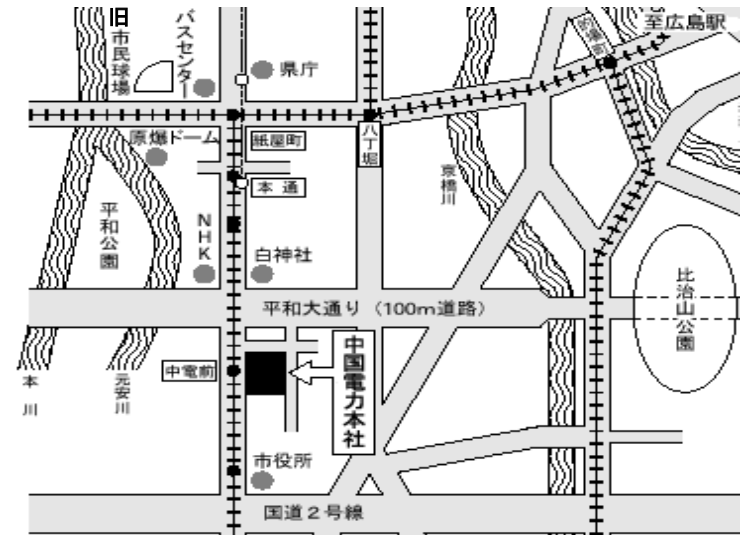 旧市民球場
バスセンター
県庁
的場町
至広島駅
原爆ドーム
紙屋町
八丁堀
本通
京橋川
平和公園
NHK
白神社
比治山公園
平和大通り（100m道路）
中電前
中国電力本社
本川
元安川
市役所
国道２号線